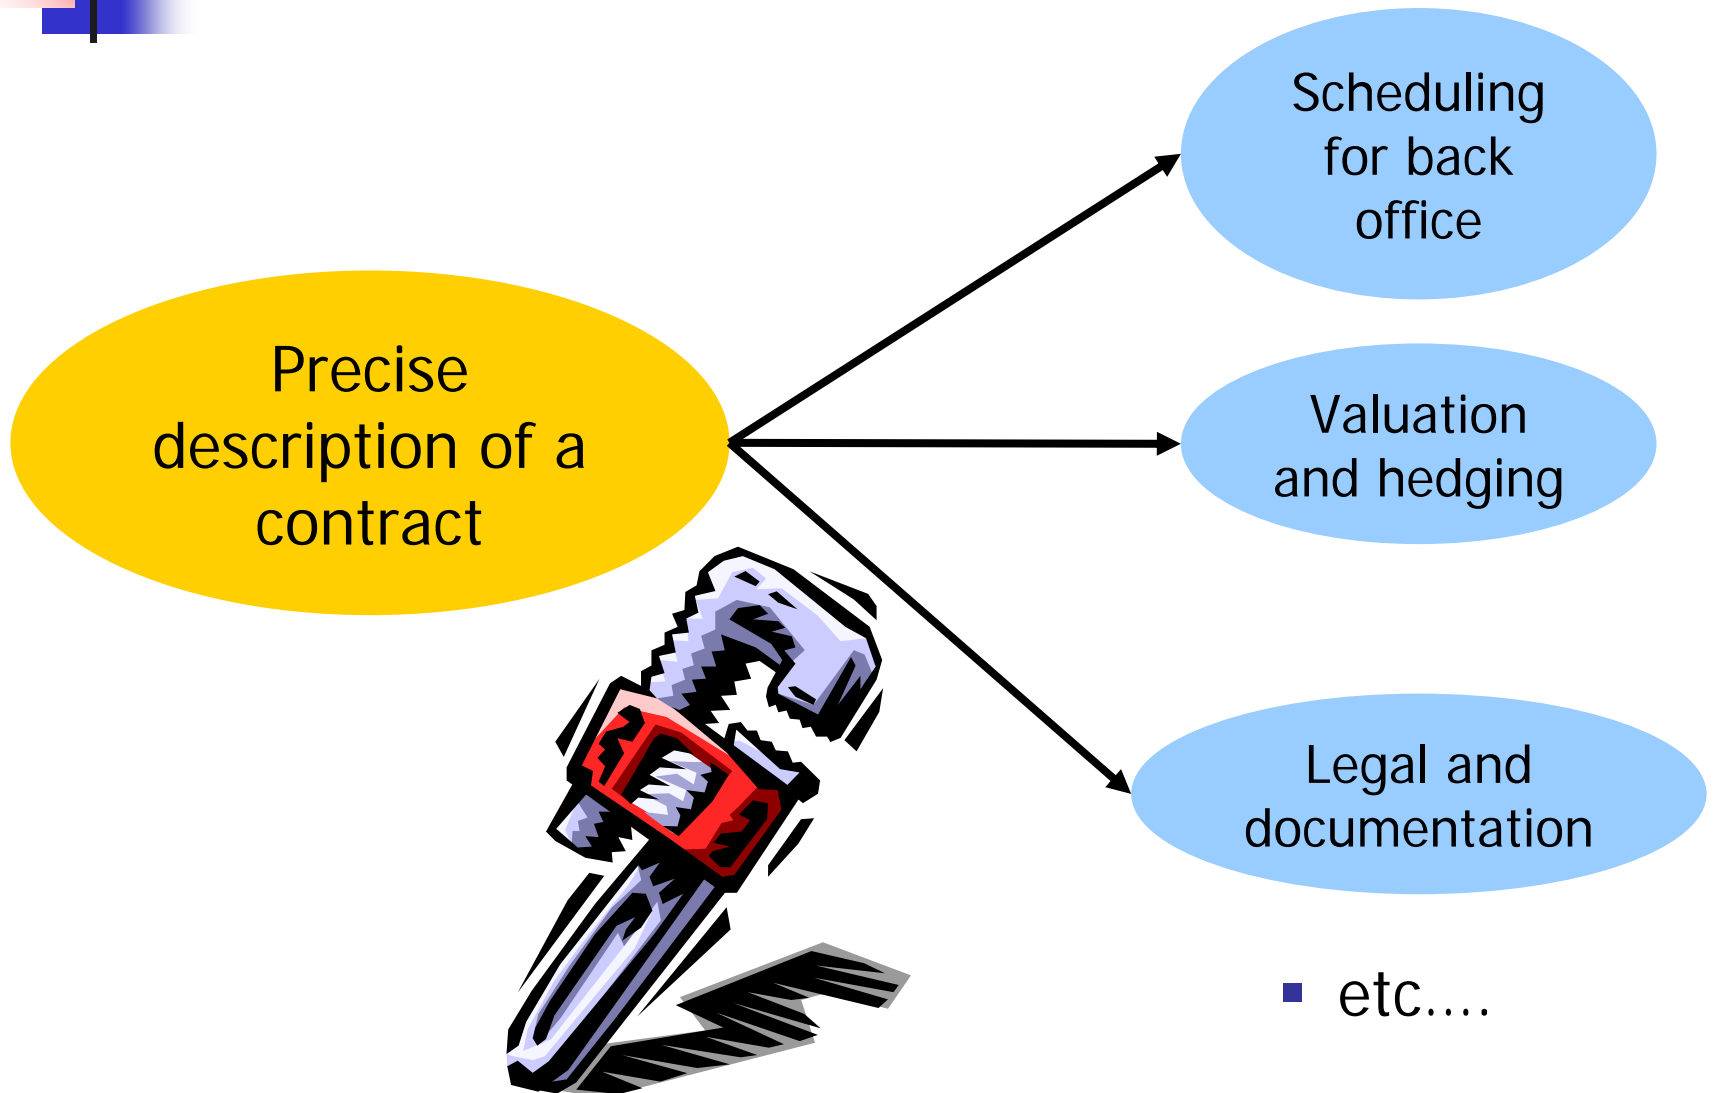 Precise
description of a
contract
Scheduling
for back
office
Valuation
and hedging
Legal and
documentation
etc....